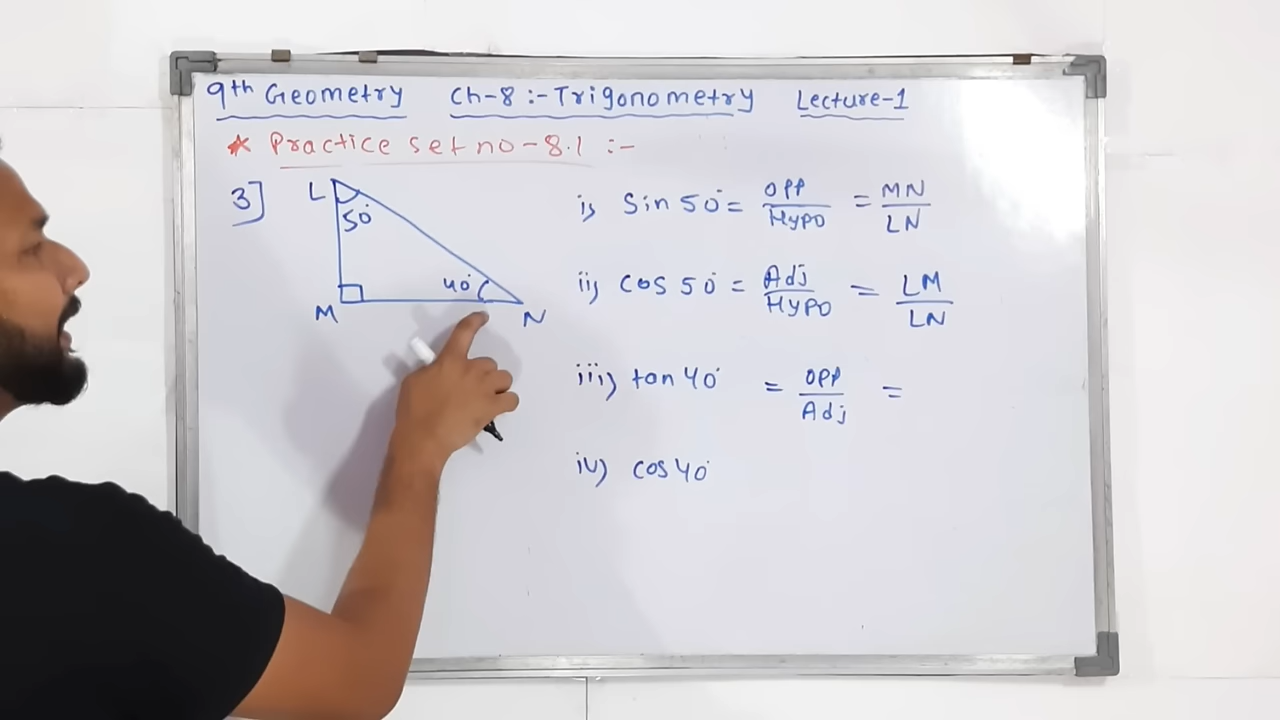 9th Geometry Ch-8 :- Trigonometry Lecture-1
* Practice set no - 8.1 :-
3]
L
50°
40°
M
N
i) Sin 50° = OPP/HYPO = MN/LN
ii) cos 50° = Adj/HYPO = LM/LN
iii) tan 40° = OPP/Adj =
iv) cos 40°